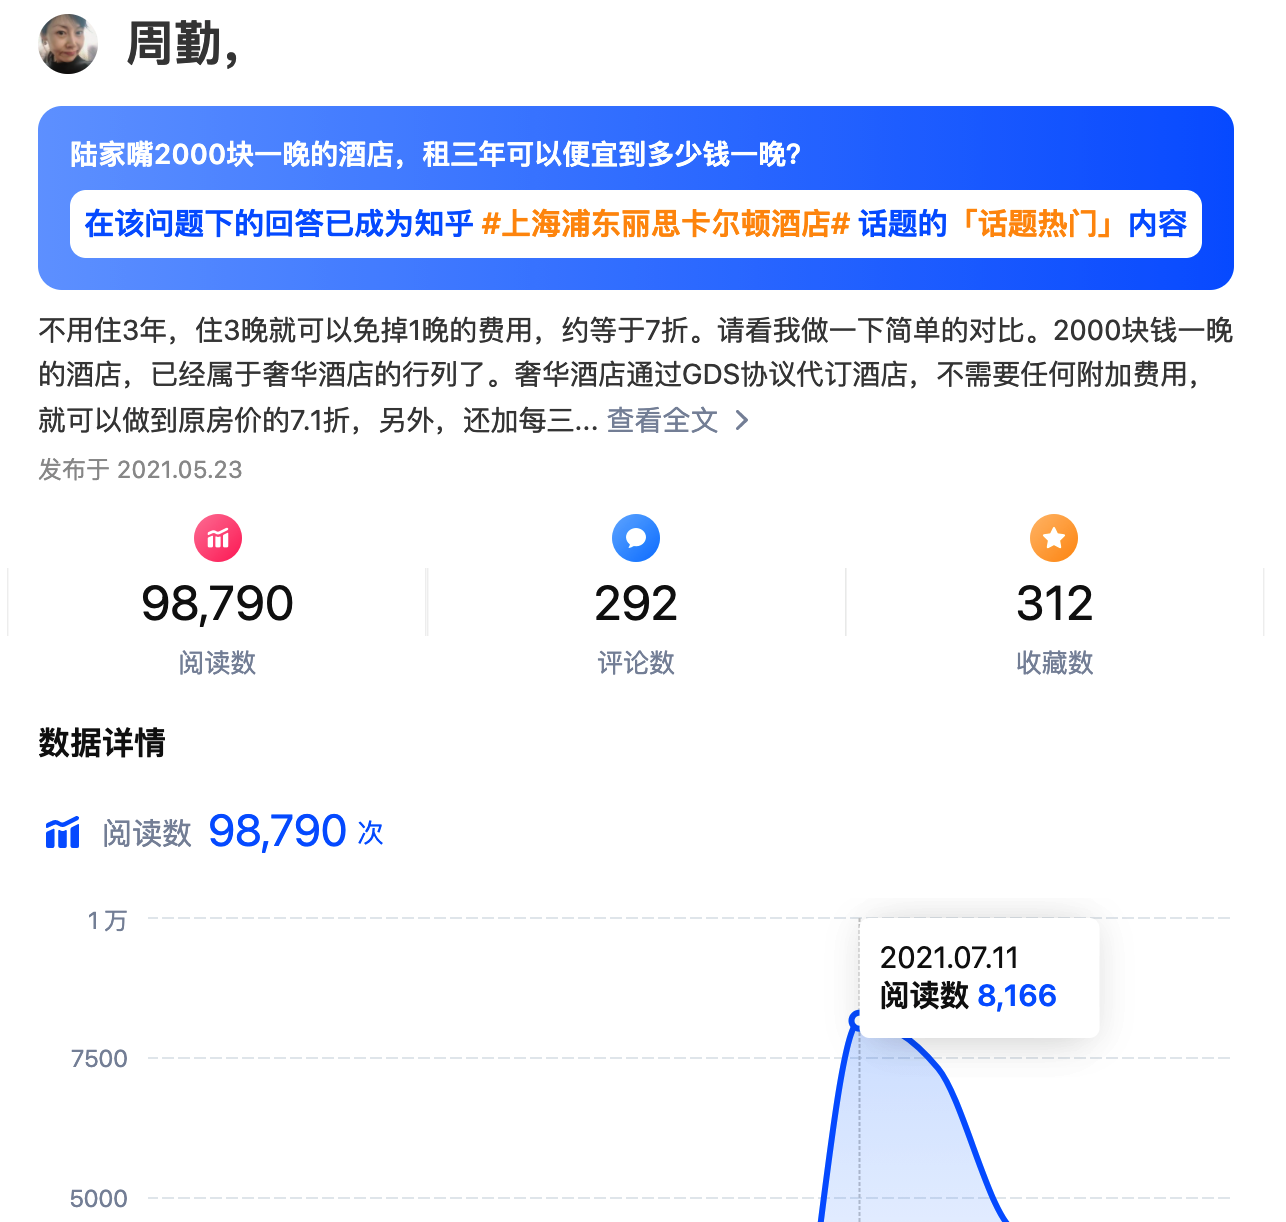 周勤，
陆家嘴2000块一晚的酒店，租三年可以便宜到多少钱一晚？
在该问题下的回答已成为知乎 #上海浦东丽思卡尔顿酒店# 话题的「话题热门」内容
不用住3年，住3晚就可以免掉1晚的费用，约等于7折。请看我做一下简单的对比。2000块钱一晚
的酒店，已经属于奢华酒店的行列了。奢华酒店通过GDS协议代订酒店，不需要任何附加费用，
就可以做到原房价的7.1折，另外，还加每三... 查看全文 >
发布于 2021.05.23
98,790 292 312
阅读数 评论数 收藏数
数据详情
阅读数 98,790 次
1 万
2021.07.11
阅读数 8,166
7500
5000